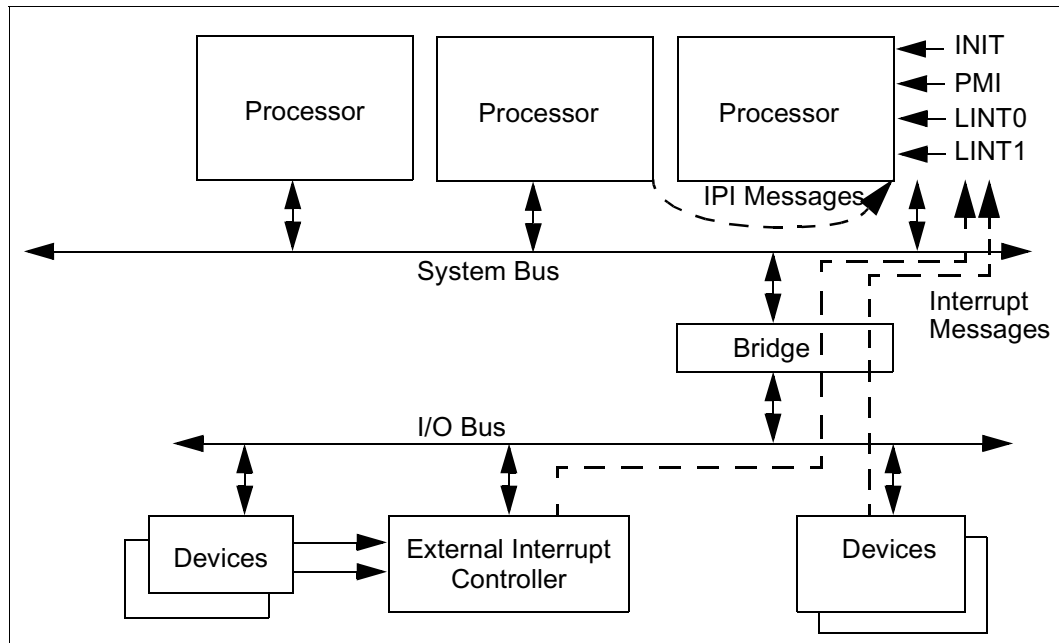 Processor
Processor
Processor
INIT
PMI
LINT0
LINT1
IPI Messages
System Bus
Interrupt
Messages
Bridge
I/O Bus
Devices
External Interrupt
Controller
Devices